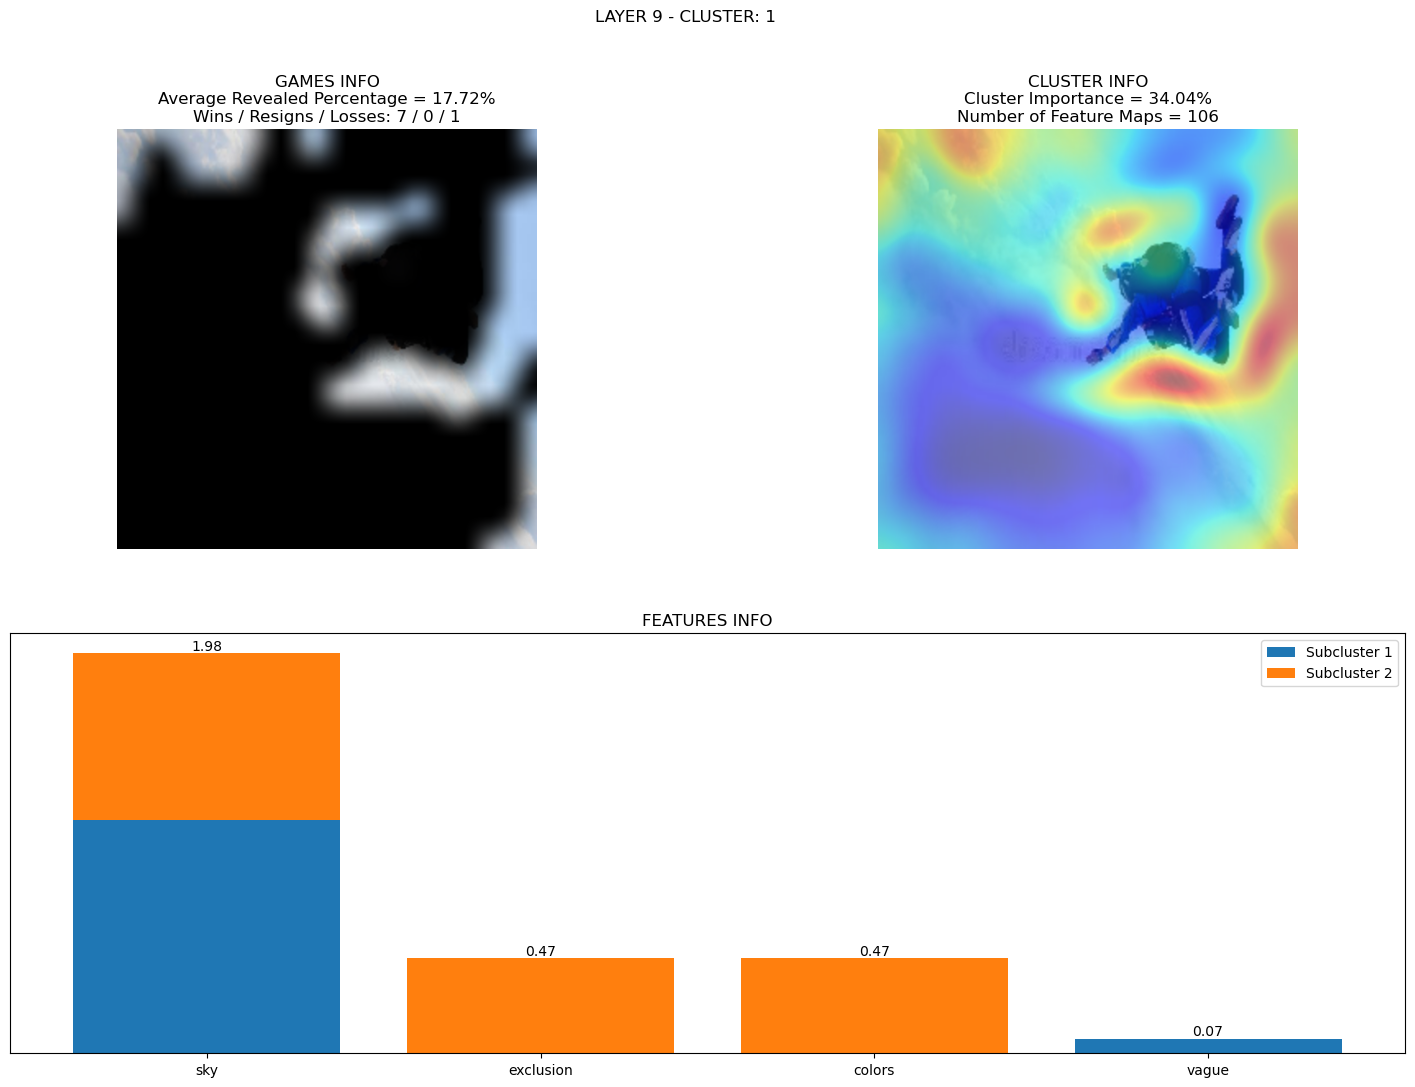 LAYER 9 - CLUSTER: 1
GAMES INFO
Average Revealed Percentage = 17.72%
Wins / Resigns / Losses: 7 / 0 / 1
CLUSTER INFO
Cluster Importance = 34.04%
Number of Feature Maps = 106
FEATURES INFO
1.98
0.47
0.47
0.07
Subcluster 1
Subcluster 2
sky
exclusion
colors
vague